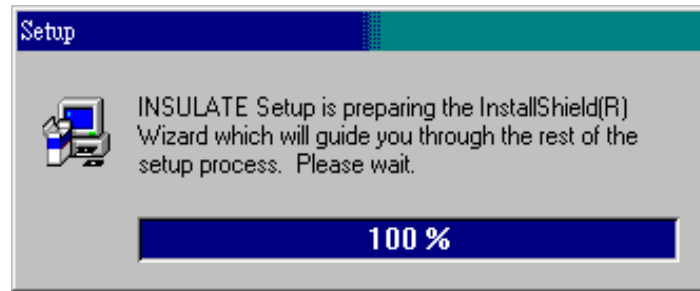 Setup
INSULATE Setup is preparing the InstallShield(R)
Wizard which will guide you through the rest of the
setup process.  Please wait.
100 %